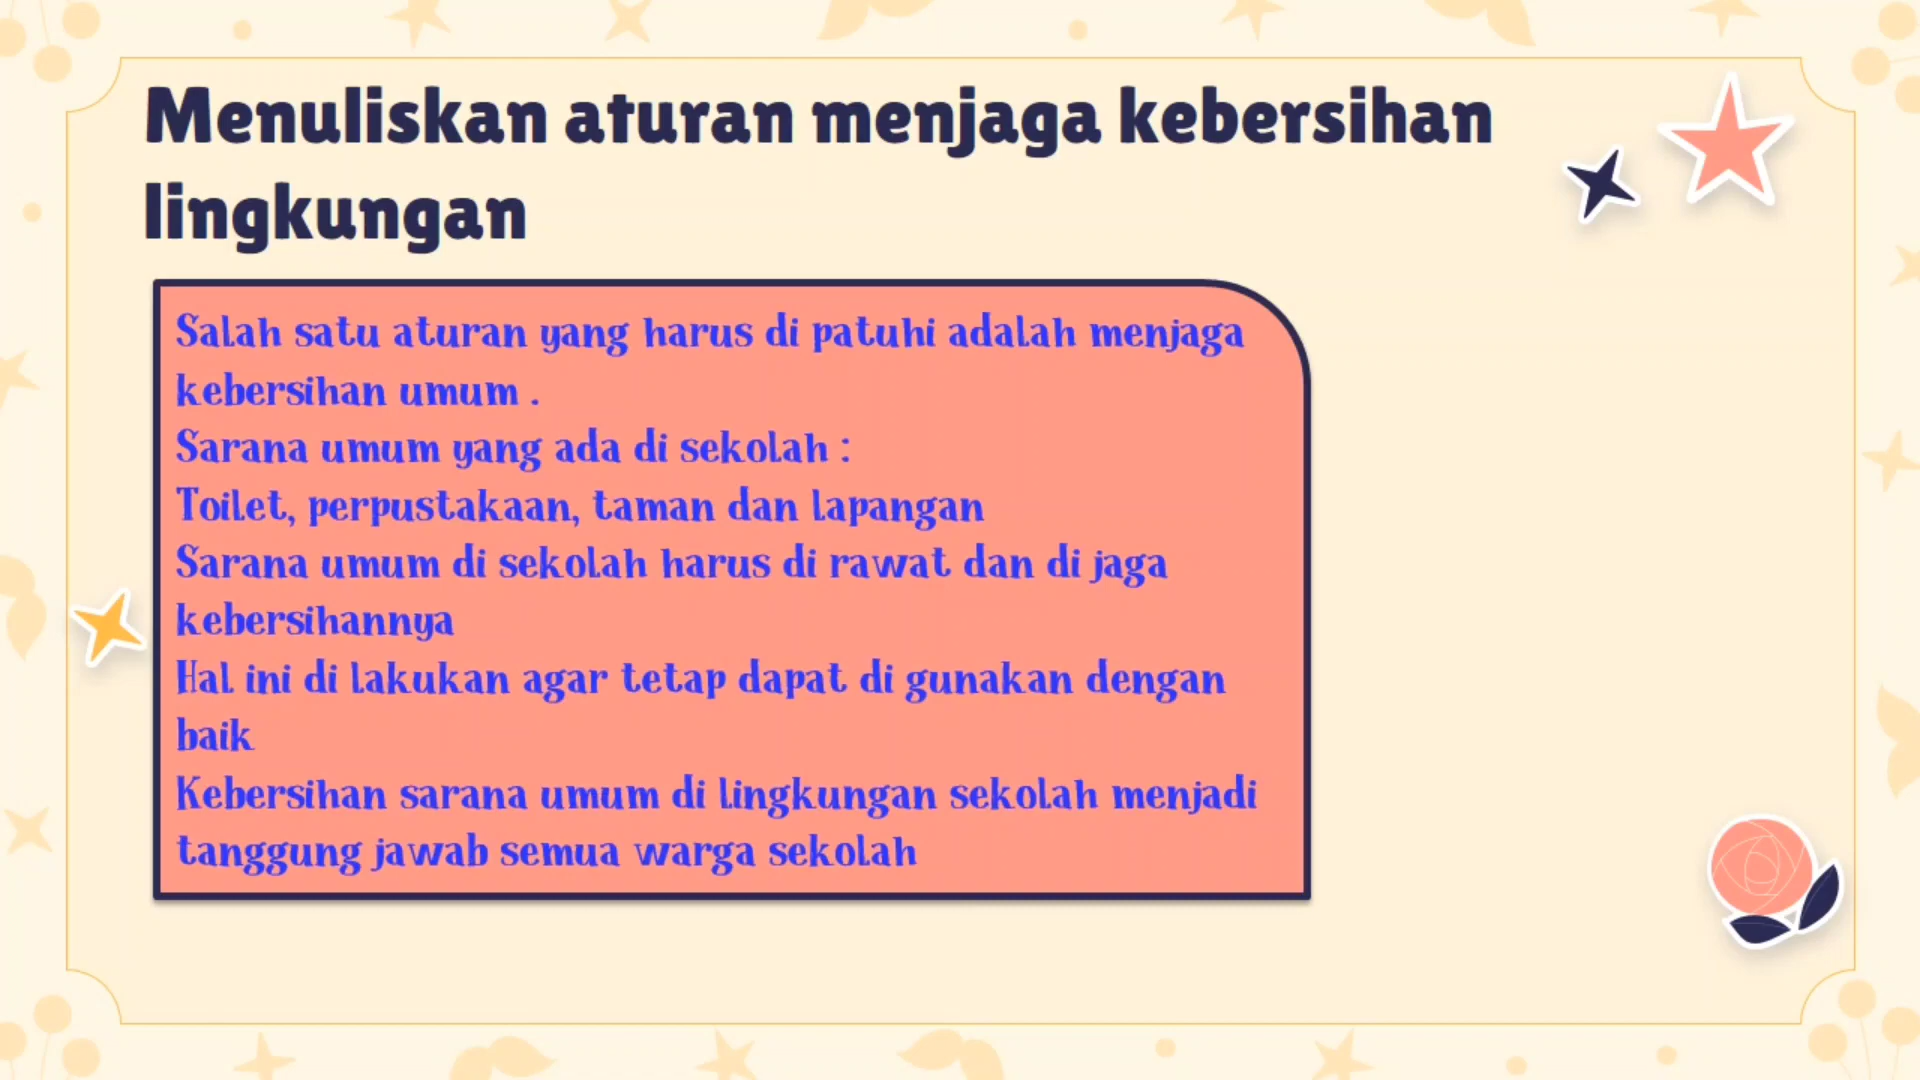 Menuliskan aturan menjaga kebersihan
lingkungan
Salah satu aturan yang harus di patuhi adalah menjaga
kebersihan umum .
Sarana umum yang ada di sekolah :
Toilet, perpustakaan, taman dan lapangan
Sarana umum di sekolah harus di rawat dan di jaga
kebersihannya
Hal ini di lakukan agar tetap dapat di gunakan dengan
baik
Kebersihan sarana umum di lingkungan sekolah menjadi
tanggung jawab semua warga sekolah